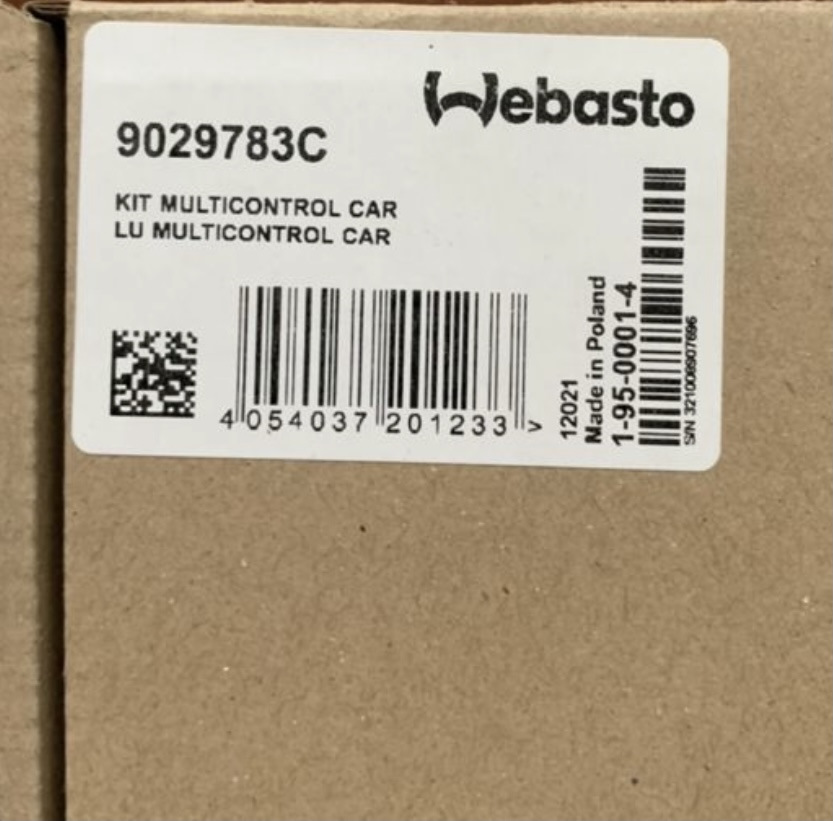 Webasto
9029783C
KIT MULTICONTROL CAR
LU MULTICONTROL CAR
4 054037 201233 >
12021
Made in Poland
1-95-0001-4
S/N 3210008907696